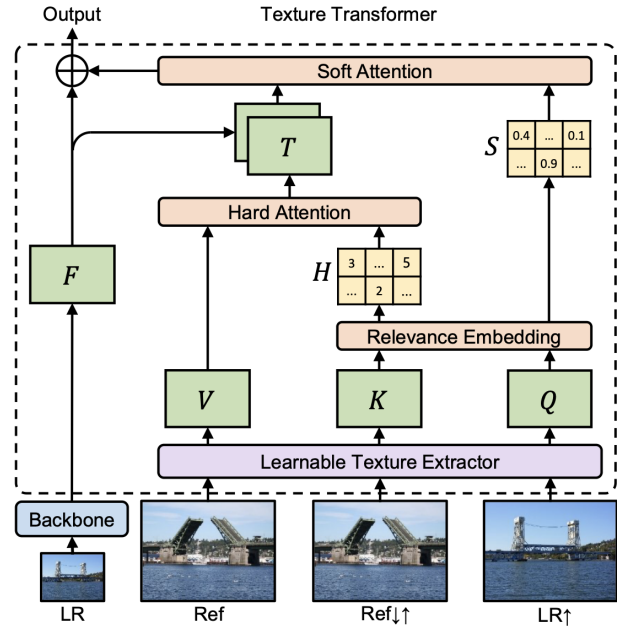 Output
Texture Transformer
Soft Attention
T
S
0.4 ... 0.1
... 0.9 ...
Hard Attention
F
H
3 ... 5
... 2 ...
Relevance Embedding
V
K
Q
Learnable Texture Extractor
Backbone
LR
Ref
Ref↓↑
LR↑